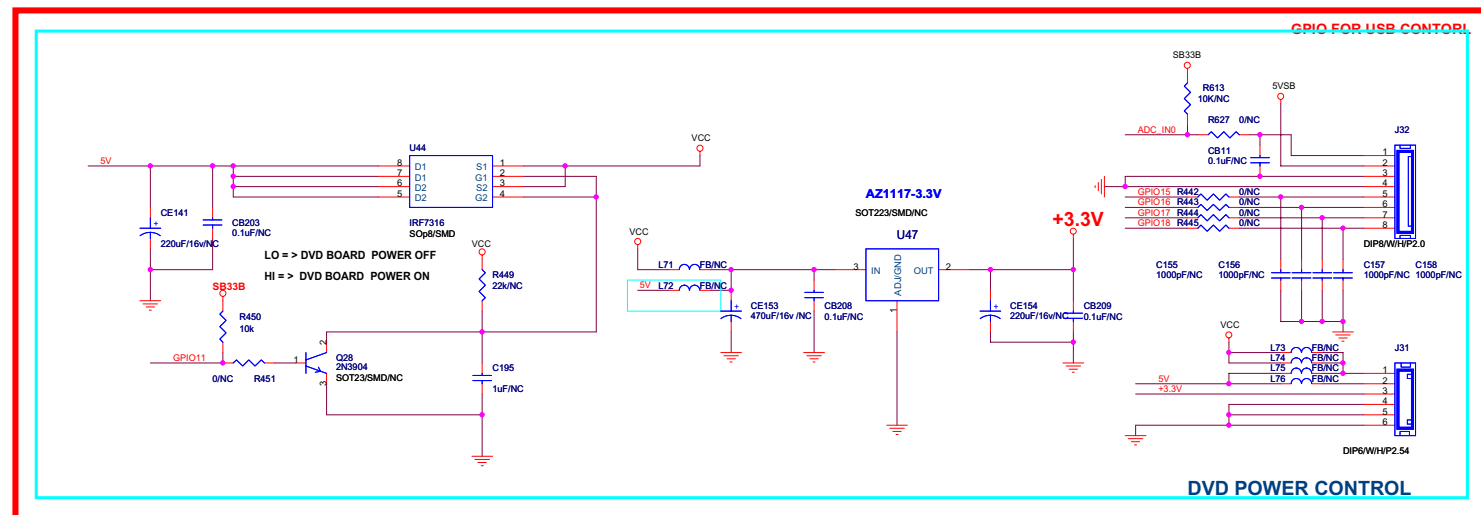 GPIO FOR USB CONTORL
SB33B
R613
10K/NC
5VSB
ADC_IN0
R627 0/NC
J32
CB11
0.1uF/NC
1
2
3
4
5
6
7
8
GPIO15 R442 0/NC
GPIO16 R443 0/NC
GPIO17 R444 0/NC
GPIO18 R445 0/NC
DIP8/W/H/P2.0
C155
1000pF/NC
C156
1000pF/NC
C157
1000pF/NC
C158
1000pF/NC
VCC
U44
5V
8 D1 S1 1
7 D1 G1 2
6 D2 S2 3
5 D2 G2 4
IRF7316
SOp8/SMD
CE141
220uF/16v/NC
CB203
0.1uF/NC
LO = > DVD BOARD POWER OFF
HI = > DVD BOARD POWER ON
VCC
R449
22k/NC
SB33B
R450
10k
GPIO11
0/NC R451
1
2
3
Q28
2N3904
SOT23/SMD/NC
C195
1uF/NC
AZ1117-3.3V
SOT223/SMD/NC
U47
VCC
L71 FB/NC
5V
L72 FB/NC
3 IN OUT 2
ADJ/GND
1
+3.3V
CE153
470uF/16v /NC
CB208
0.1uF/NC
CE154
220uF/16v/NC
CB209
0.1uF/NC
VCC
L73 FB/NC
L74 FB/NC
L75 FB/NC
L76 FB/NC
5V
+3.3V
J31
1
2
3
4
5
6
DIP6/W/H/P2.54
DVD POWER CONTROL